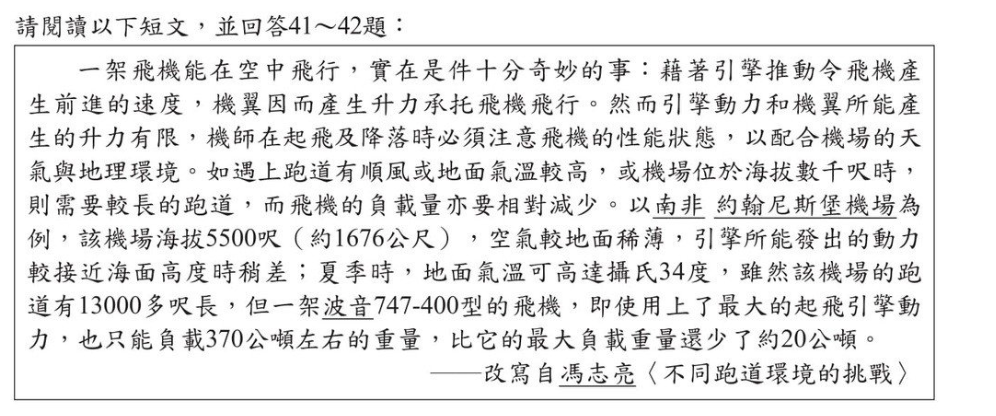 請閱讀以下短文，並回答41～42題：
一架飛機能在空中飛行，實在是件十分奇妙的事：藉著引擎推動令飛機產
生前進的速度，機翼因而產生升力承托飛機飛行。然而引擎動力和機翼所能產
生的升力有限，機師在起飛及降落時必須注意飛機的性能狀態，以配合機場的天
氣與地理環境。如遇上跑道有順風或地面氣溫較高，或機場位於海拔數千呎時，
則需要較長的跑道，而飛機的負載量亦要相對減少。以南非 約翰尼斯堡機場為
例，該機場海拔5500呎（約1676公尺），空氣較地面稀薄，引擎所能發出的動力
較接近海面高度時稍差；夏季時，地面氣溫可高達攝氏34度，雖然該機場的跑
道有13000多呎長，但一架波音747-400型的飛機，即使用上了最大的起飛引擎動
力，也只能負載370公噸左右的重量，比它的最大負載重量還少了約20公噸。
——改寫自馮志亮〈不同跑道環境的挑戰〉